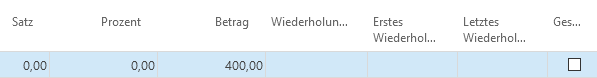 Satz Prozent Betrag Wiederholun... Erstes Wiederhol... Letztes Wiederhol... Ges...
0,00 0,00 400,00